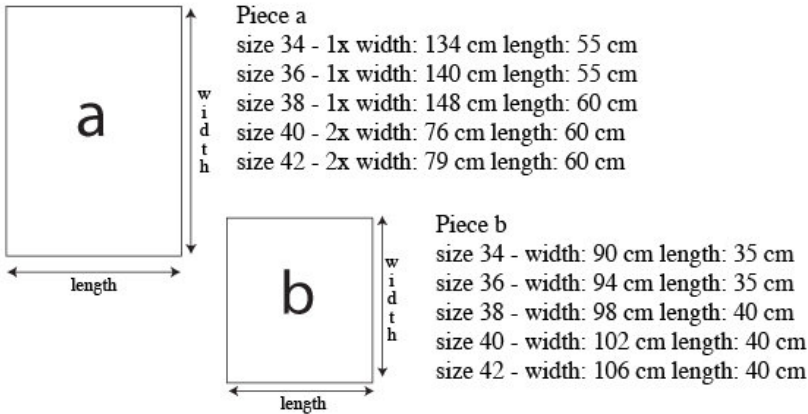 a
width
length
Piece a
size 34 - 1x width: 134 cm length: 55 cm
size 36 - 1x width: 140 cm length: 55 cm
size 38 - 1x width: 148 cm length: 60 cm
size 40 - 2x width: 76 cm length: 60 cm
size 42 - 2x width: 79 cm length: 60 cm
b
width
length
Piece b
size 34 - width: 90 cm length: 35 cm
size 36 - width: 94 cm length: 35 cm
size 38 - width: 98 cm length: 40 cm
size 40 - width: 102 cm length: 40 cm
size 42 - width: 106 cm length: 40 cm